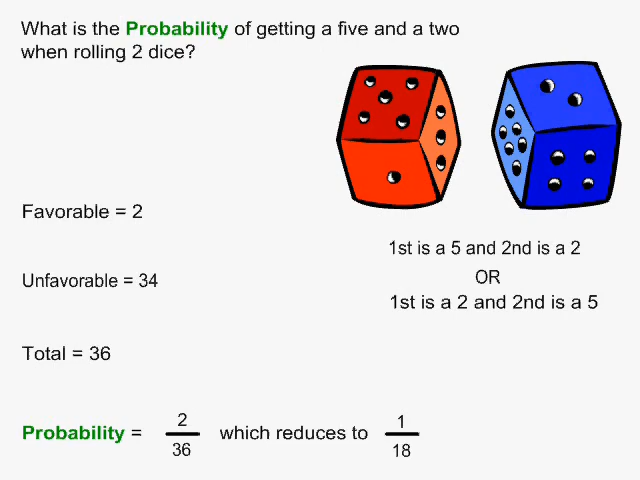 What is the Probability of getting a five and a two
when rolling 2 dice?
Favorable = 2
1st is a 5 and 2nd is a 2
Unfavorable = 34
OR
1st is a 2 and 2nd is a 5
Total = 36
Probability = 2/36 which reduces to 1/18